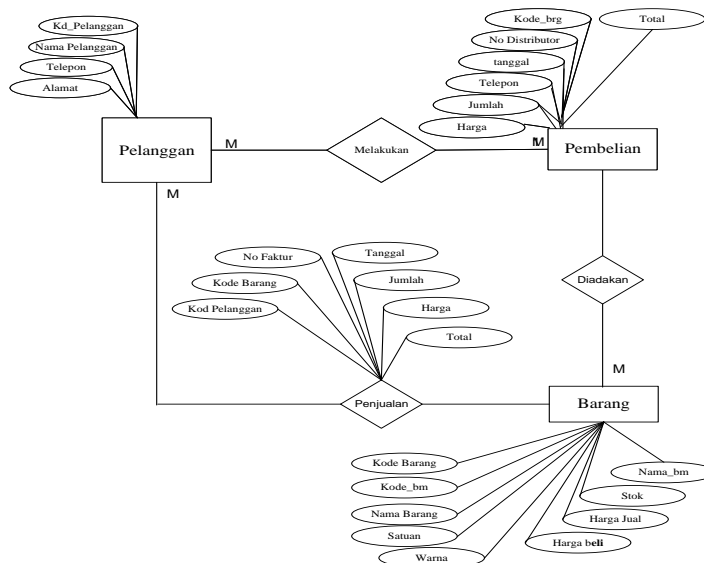 Kd_Pelanggan
Nama Pelanggan
Telepon
Alamat
Pelanggan
M
M
Melakukan
Kode_brg
No Distributor
tanggal
Telepon
Jumlah
Harga
Total
M
Pembelian
Diadakan
M
No Faktur
Kode Barang
Kod Pelanggan
Tanggal
Jumlah
Harga
Total
Penjualan
Barang
Kode Barang
Kode_bm
Nama Barang
Satuan
Warna
Nama_bm
Stok
Harga Jual
Harga beli